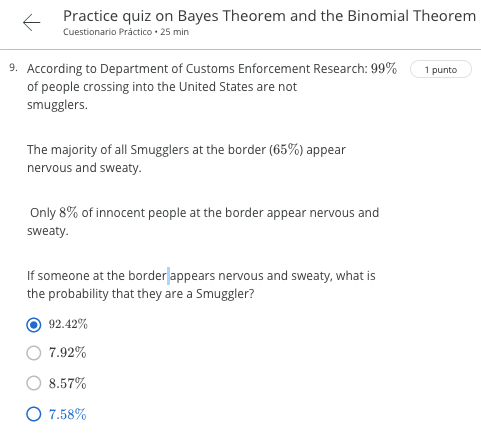 Practice quiz on Bayes Theorem and the Binomial Theorem
Cuestionario Práctico • 25 min
9. According to Department of Customs Enforcement Research: 99% 1 punto
of people crossing into the United States are not
smugglers.
The majority of all Smugglers at the border (65%) appear
nervous and sweaty.
Only 8% of innocent people at the border appear nervous and
sweaty.
If someone at the border appears nervous and sweaty, what is
the probability that they are a Smuggler?
92.42%
7.92%
8.57%
7.58%